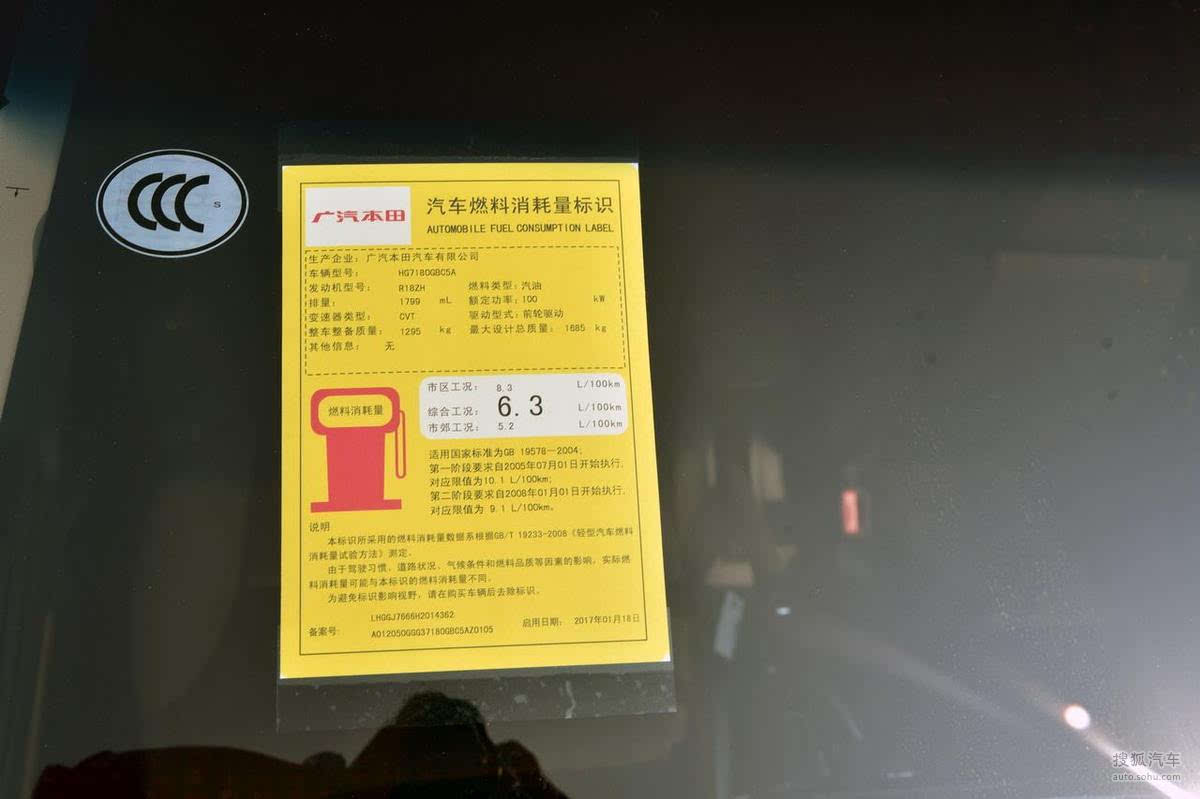 CCC S
广汽本田
汽车燃料消耗量标识
AUTOMOBILE FUEL CONSUMPTION LABEL
生产企业: 广汽本田汽车有限公司
车辆型号: HG7180GBC5A
发动机型号: R18ZH 燃料类型: 汽油
排量: 1799 mL 额定功率: 100 kW
变速器类型: CVT 驱动型式: 前轮驱动
整车整备质量: 1295 kg 最大设计总质量: 1685 kg
其他信息: 无
燃料消耗量
市区工况: 8.3 L/100km
综合工况: 6.3 L/100km
市郊工况: 5.2 L/100km
适用国家标准为GB 19578—2004;
第一阶段要求自2005年07月01日开始执行,
对应限值为10.1 L/100km;
第二阶段要求自2008年01月01日开始执行,
对应限值为 9.1 L/100km。
说明
本标识所采用的燃料消耗量数据系根据GB/T 19233-2008《轻型汽车燃料
消耗量试验方法》测定。
由于驾驶习惯、道路状况、气候条件和燃料品质等因素的影响, 实际燃
料消耗量可能与本标识的燃料消耗量不同。
为避免标识影响视野, 请在购买车辆后去除标识。
LHGGJ7666H2014362
备案号: A012050GGG37180GBC5AZ0105 启用日期: 2017年01月18日
搜狐汽车
auto.sohu.com